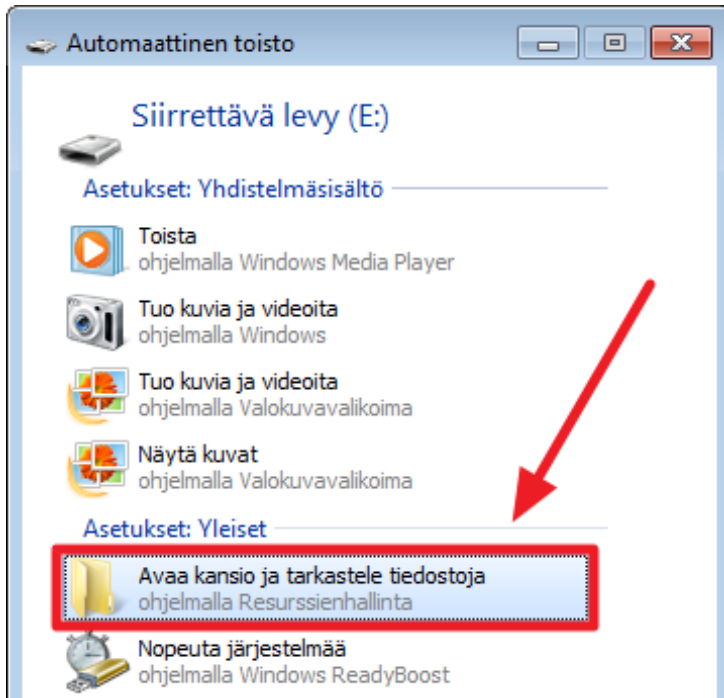 Automaattinen toisto
Siirrettävä levy (E:)
Asetukset: Yhdistelmäsisältö
Toista
ohjelmalla Windows Media Player
Tuo kuvia ja videoita
ohjelmalla Windows
Tuo kuvia ja videoita
ohjelmalla Valokuvavalikoima
Näytä kuvat
ohjelmalla Valokuvavalikoima
Asetukset: Yleiset
Avaa kansio ja tarkastele tiedostoja
ohjelmalla Resurssienhallinta
Nopeuta järjestelmää
ohjelmalla Windows ReadyBoost